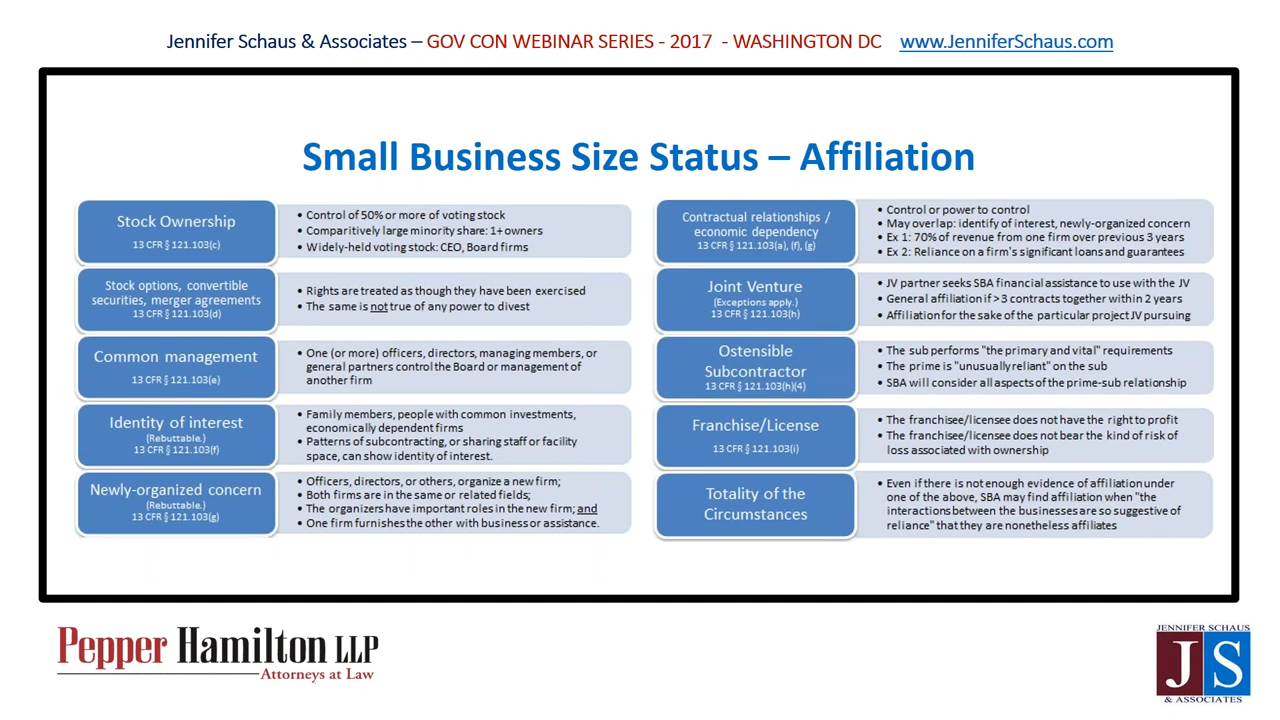 Jennifer Schaus & Associates – GOV CON WEBINAR SERIES - 2017 - WASHINGTON DC www.JenniferSchaus.com
Small Business Size Status – Affiliation
Stock Ownership
13 CFR § 121.103(c)
• Control of 50% or more of voting stock
• Comparitively large minority share: 1+ owners
• Widely-held voting stock: CEO, Board firms
Stock options, convertible
securities, merger agreements
13 CFR § 121.103(d)
• Rights are treated as though they have been exercised
• The same is not true of any power to divest
Common management
13 CFR § 121.103(e)
• One (or more) officers, directors, managing members, or
general partners control the Board or management of
another firm
Identity of interest
(Rebuttable.)
13 CFR § 121.103(f)
• Family members, people with common investments,
economically dependent firms
• Patterns of subcontracting, or sharing staff or facility
space, can show identity of interest.
Newly-organized concern
(Rebuttable.)
13 CFR § 121.103(g)
• Officers, directors, or others, organize a new firm;
• Both firms are in the same or related fields;
• The organizers have important roles in the new firm; and
• One firm furnishes the other with business or assistance.
Contractual relationships /
economic dependency
13 CFR § 121.103(a), (f), (g)
• Control or power to control
• May overlap: identify of interest, newly-organized concern
• Ex 1: 70% of revenue from one firm over previous 3 years
• Ex 2: Reliance on a firm's significant loans and guarantees
Joint Venture
(Exceptions apply.)
13 CFR § 121.103(h)
• JV partner seeks SBA financial assistance to use with the JV
• General affiliation if > 3 contracts together within 2 years
• Affiliation for the sake of the particular project JV pursuing
Ostensible
Subcontractor
13 CFR § 121.103(h)(4)
• The sub performs "the primary and vital" requirements
• The prime is "unusually reliant" on the sub
• SBA will consider all aspects of the prime-sub relationship
Franchise/License
13 CFR § 121.103(i)
• The franchisee/licensee does not have the right to profit
• The franchisee/licensee does not bear the kind of risk of
loss associated with ownership
Totality of the
Circumstances
• Even if there is not enough evidence of affiliation under
one of the above, SBA may find affiliation when "the
interactions between the businesses are so suggestive of
reliance" that they are nonetheless affiliates
Pepper Hamilton LLP
Attorneys at Law
JENNIFER SCHAUS
JS
& ASSOCIATES